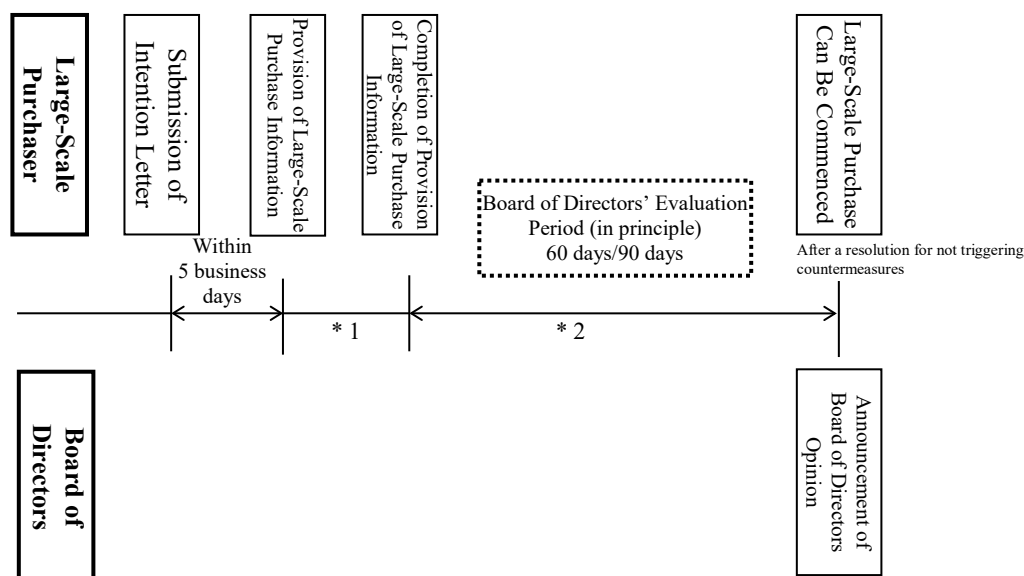 Large-Scale
Purchaser
Submission of
Intention Letter
Provision of Large-Scale
Purchase Information
Completion of Provision
of Large-Scale Purchase
Information
Large-Scale Purchase
Can Be Commenced
Board of Directors' Evaluation
Period (in principle)
60 days/90 days
Within
5 business
days
After a resolution for not triggering
countermeasures
* 1
* 2
Board of
Directors
Announcement of
Board of Directors
Opinion